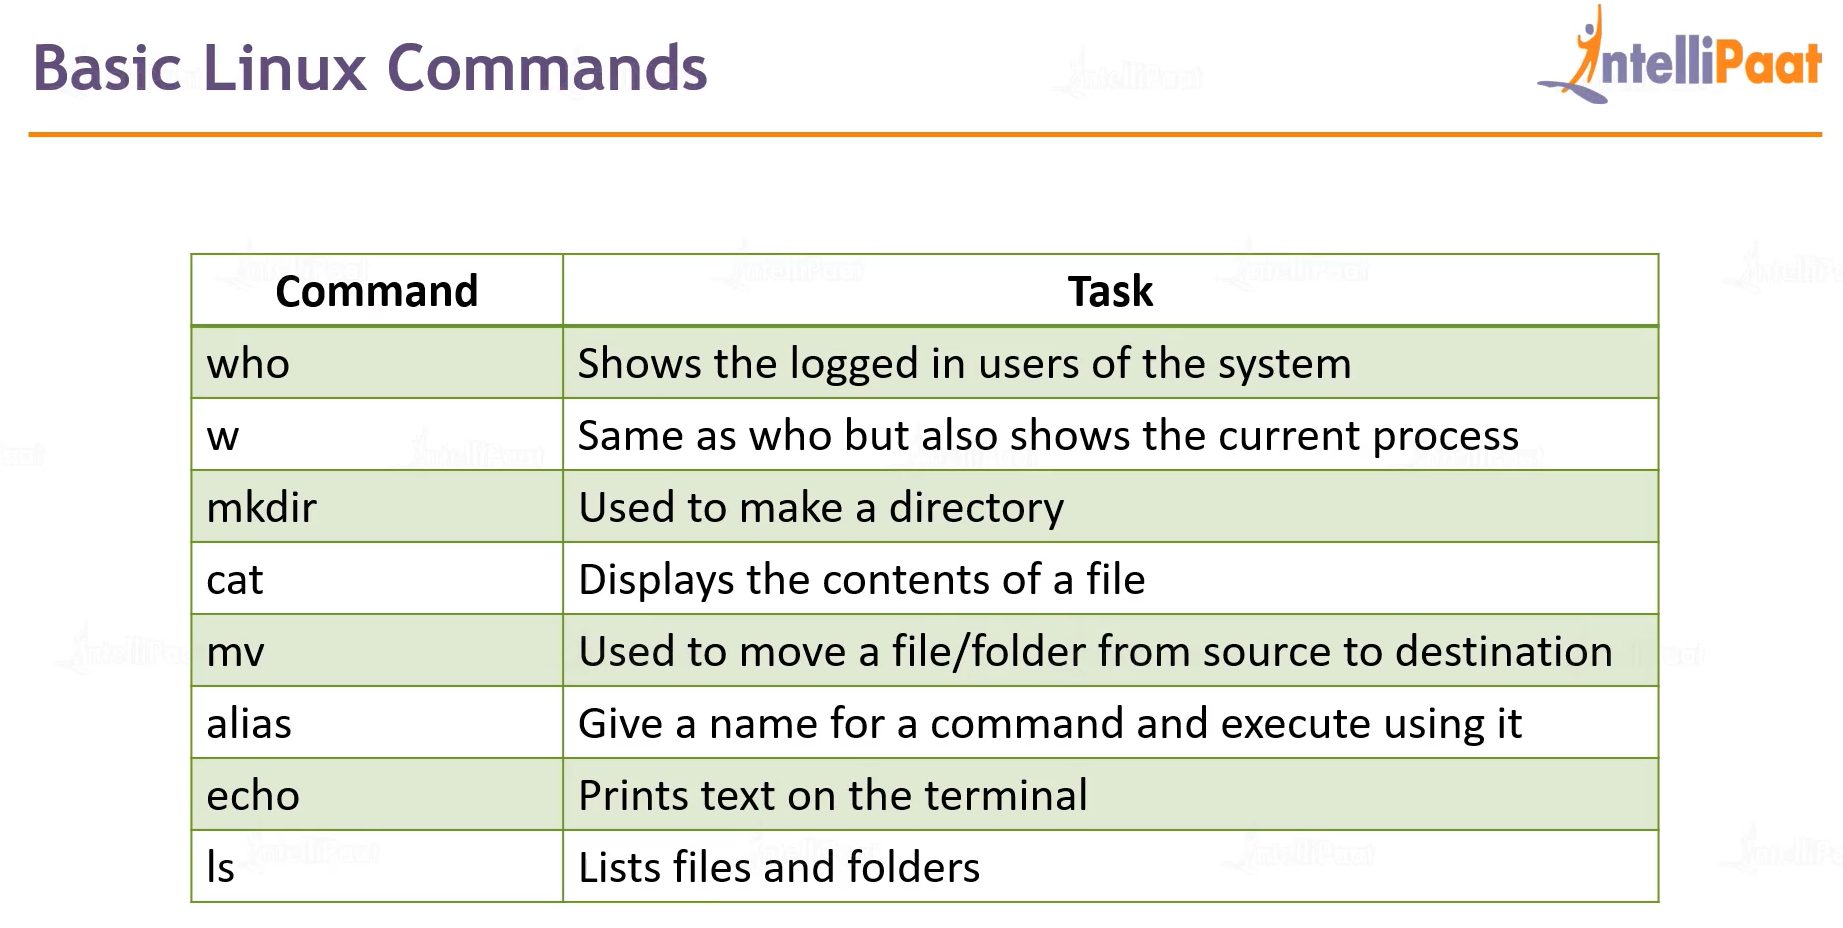 Basic Linux Commands
IntelliPaat
Command Task
who Shows the logged in users of the system
w Same as who but also shows the current process
mkdir Used to make a directory
cat Displays the contents of a file
mv Used to move a file/folder from source to destination
alias Give a name for a command and execute using it
echo Prints text on the terminal
ls Lists files and folders